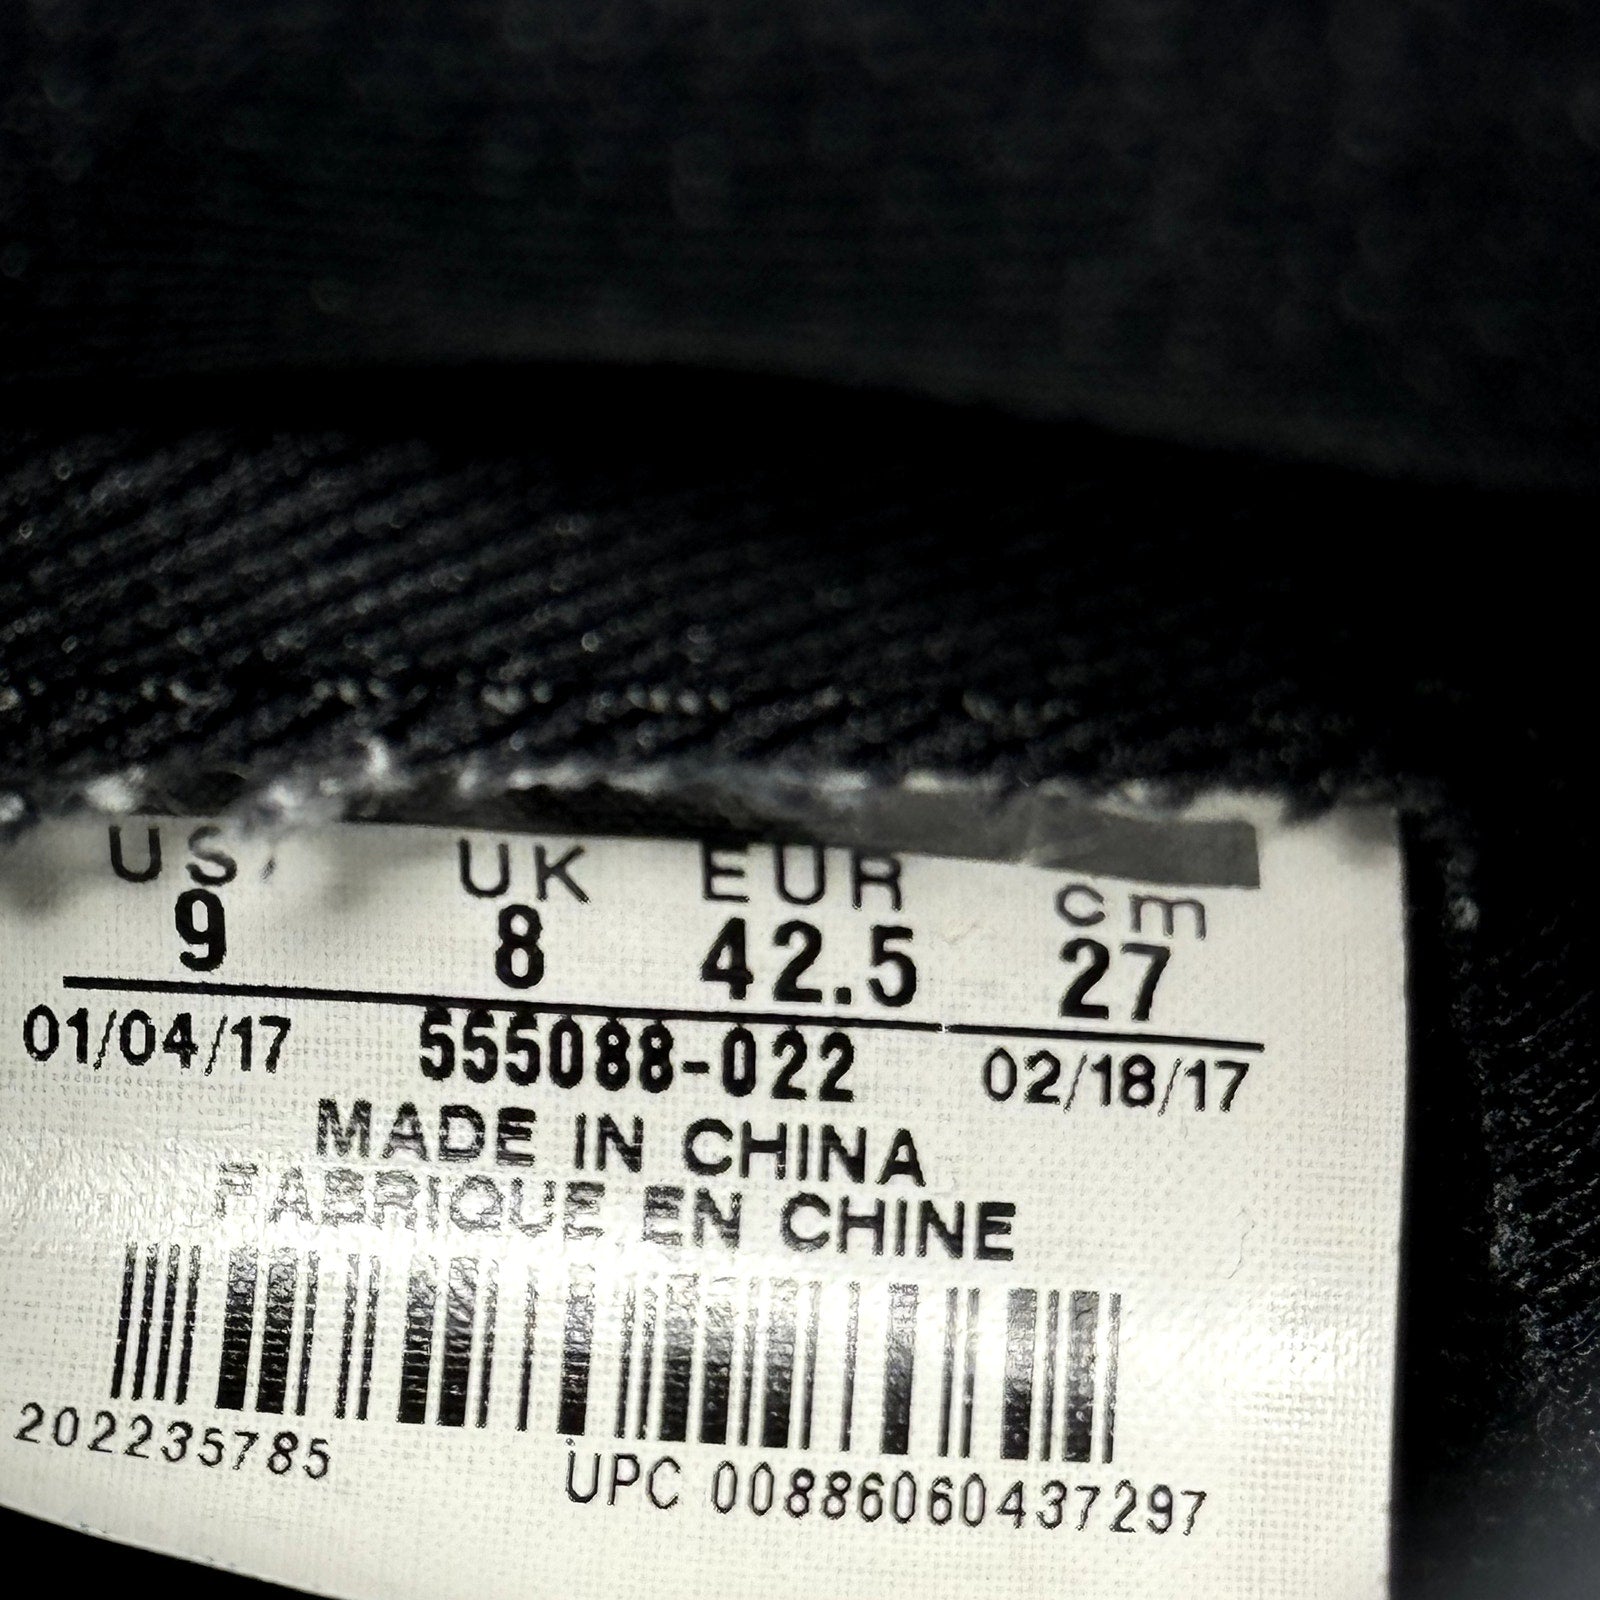 US UK EUR cm
9 8 42.5 27
01/04/17 555088-022 02/18/17
MADE IN CHINA
FABRIQUE EN CHINE
202235785 UPC 00886060437297